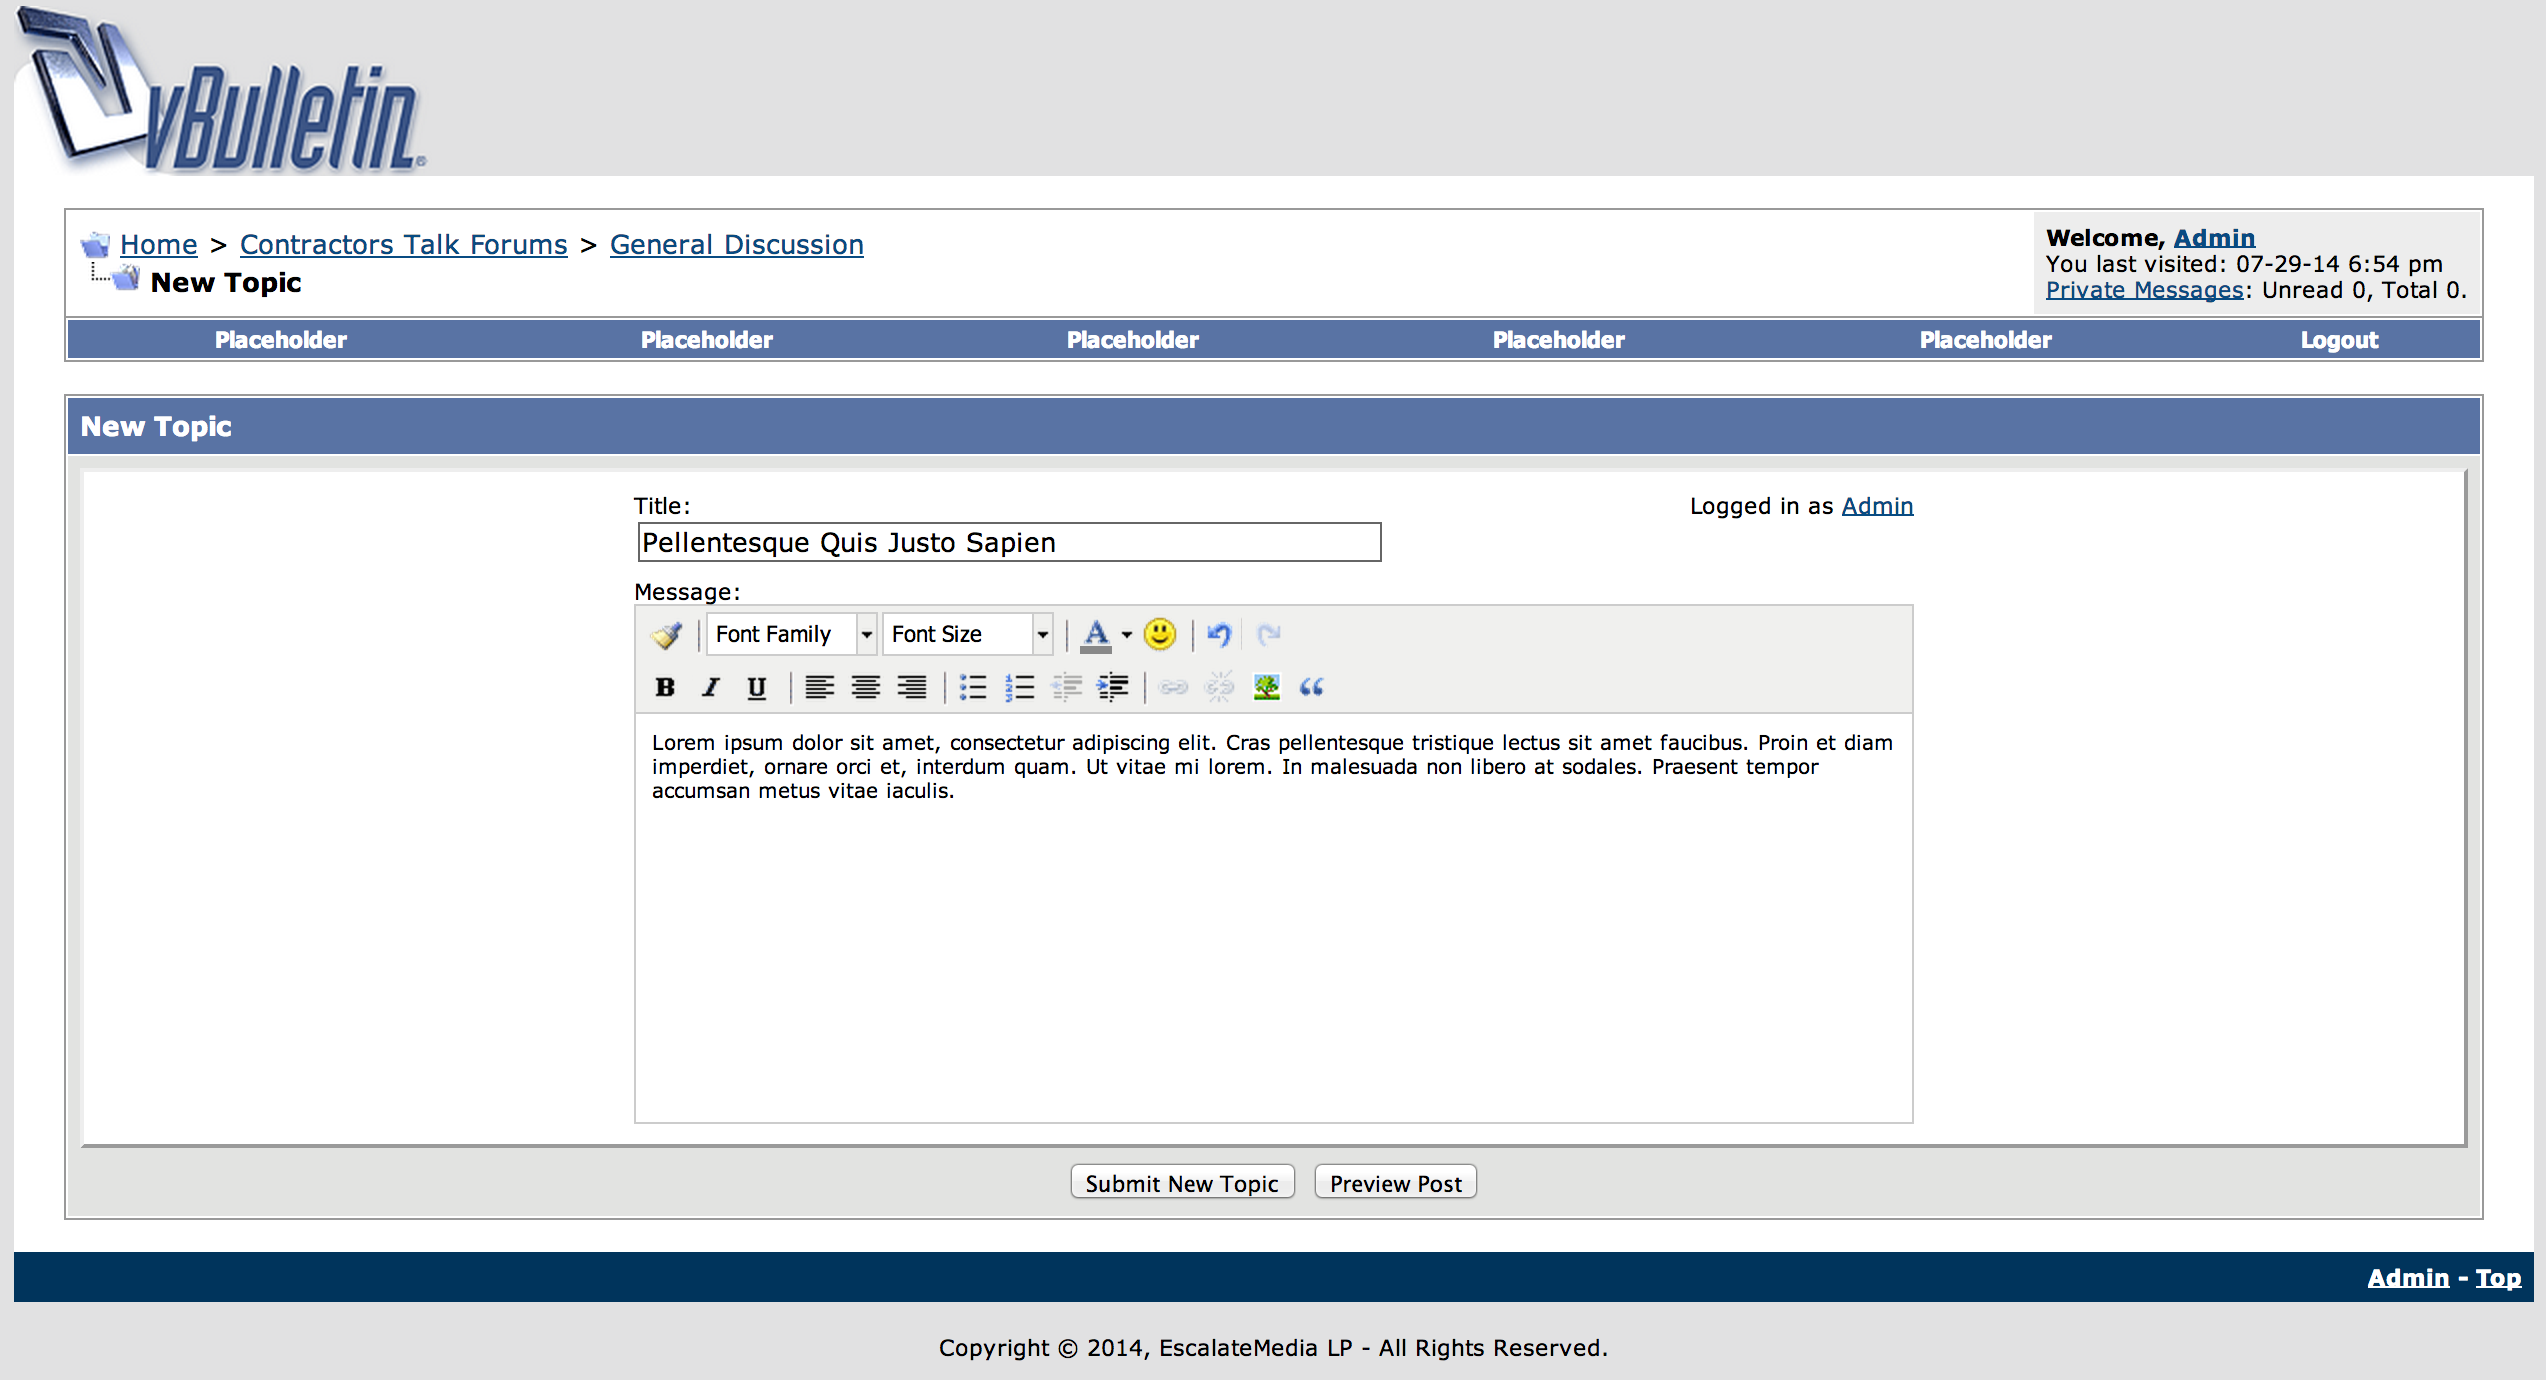 vBulletin®
Home > Contractors Talk Forums > General Discussion
New Topic
Welcome, Admin
You last visited: 07-29-14 6:54 pm
Private Messages: Unread 0, Total 0.
Placeholder Placeholder Placeholder Placeholder Placeholder Logout
New Topic
Title: Logged in as Admin
Pellentesque Quis Justo Sapien
Message:
Font Family Font Size A
B I U
Lorem ipsum dolor sit amet, consectetur adipiscing elit. Cras pellentesque tristique lectus sit amet faucibus. Proin et diam
imperdiet, ornare orci et, interdum quam. Ut vitae mi lorem. In malesuada non libero at sodales. Praesent tempor
accumsan metus vitae iaculis.
Submit New Topic Preview Post
Admin - Top
Copyright © 2014, EscalateMedia LP - All Rights Reserved.